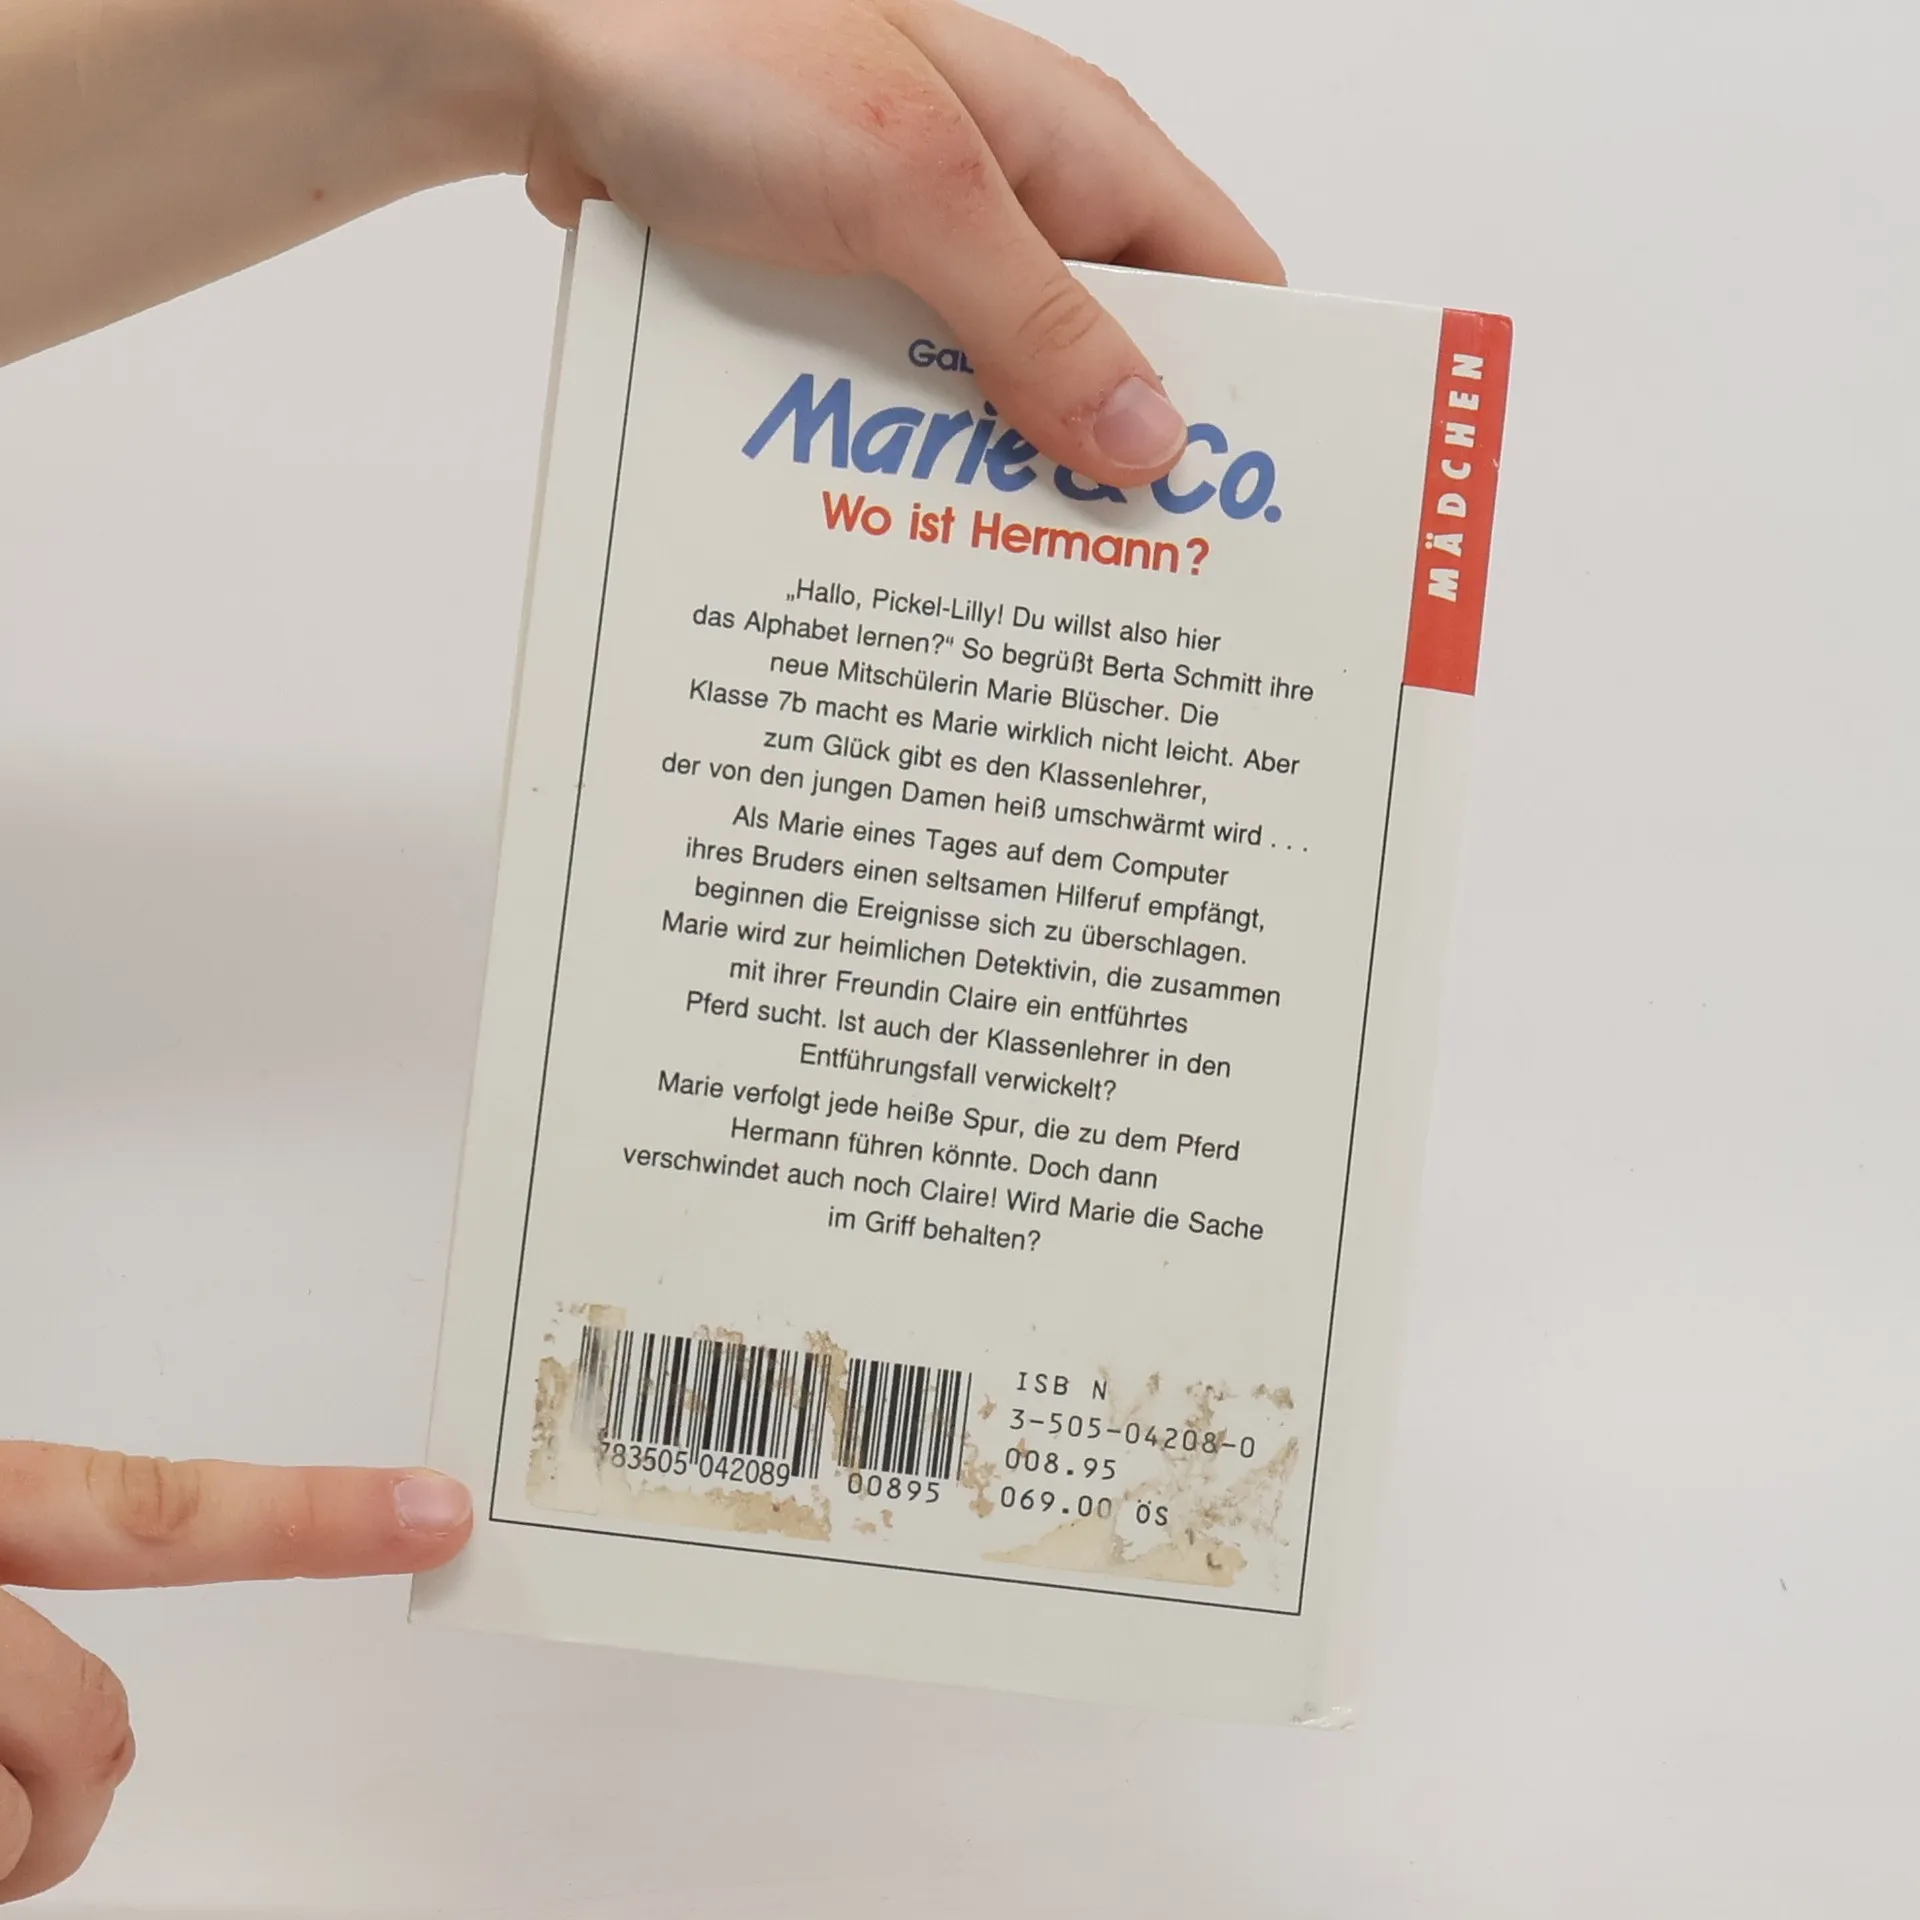 Marie & Co.
Wo ist Hermann?
MÄDCHEN
„Hallo, Pickel-Lilly! Du willst also hier
das Alphabet lernen?“ So begrüßt Berta Schmitt ihre
neue Mitschülerin Marie Blüscher. Die
Klasse 7b macht es Marie wirklich nicht leicht. Aber
zum Glück gibt es den Klassenlehrer,
der von den jungen Damen heiß umschwärmt wird . . .
Als Marie eines Tages auf dem Computer
ihres Bruders einen seltsamen Hilferuf empfängt,
beginnen die Ereignisse sich zu überschlagen.
Marie wird zur heimlichen Detektivin, die zusammen
mit ihrer Freundin Claire ein entführtes
Pferd sucht. Ist auch der Klassenlehrer in den
Entführungsfall verwickelt?
Marie verfolgt jede heiße Spur, die zu dem Pferd
Hermann führen könnte. Doch dann
verschwindet auch noch Claire! Wird Marie die Sache
im Griff behalten?
783505 042089
00895
ISB N
3-505-04208-0
008.95
069.00 ÖS